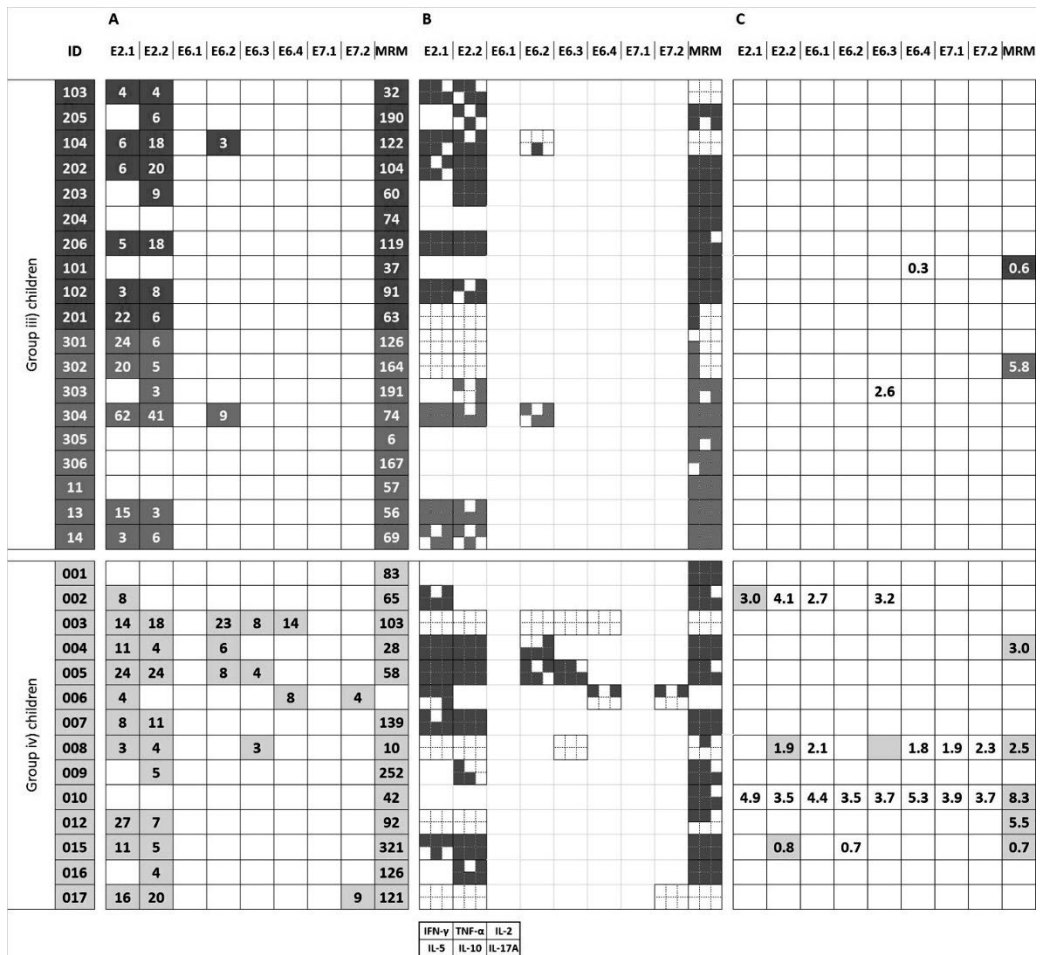 A B C
ID E2.1 E2.2 E6.1 E6.2 E6.3 E6.4 E7.1 E7.2 MRM E2.1 E2.2 E6.1 E6.2 E6.3 E6.4 E7.1 E7.2 MRM E2.1 E2.2 E6.1 E6.2 E6.3 E6.4 E7.1 E7.2 MRM
Group iii) children
103 4 4 32
205 6 190
104 6 18 3 122
202 6 20 104
203 9 60
204 74
206 5 18 119
101 37 0.3 0.6
102 3 8 91
201 22 6 63
301 24 6 126
302 20 5 164 5.8
303 3 191 2.6
304 62 41 9 74
305 6
306 167
11 57
13 15 3 56
14 3 6 69
Group iv) children
001 83
002 8 65 3.0 4.1 2.7 3.2
003 14 18 23 8 14 103
004 11 4 6 28 3.0
005 24 24 8 4 58
006 4 8 4
007 8 11 139
008 3 4 3 10 1.9 2.1 1.8 1.9 2.3 2.5
009 5 252
010 42 4.9 3.5 4.4 3.5 3.7 5.3 3.9 3.7 8.3
012 27 7 92 5.5
015 11 5 321 0.8 0.7 0.7
016 4 126
017 16 20 9 121
IFN-γ TNF-α IL-2
IL-5 IL-10 IL-17A